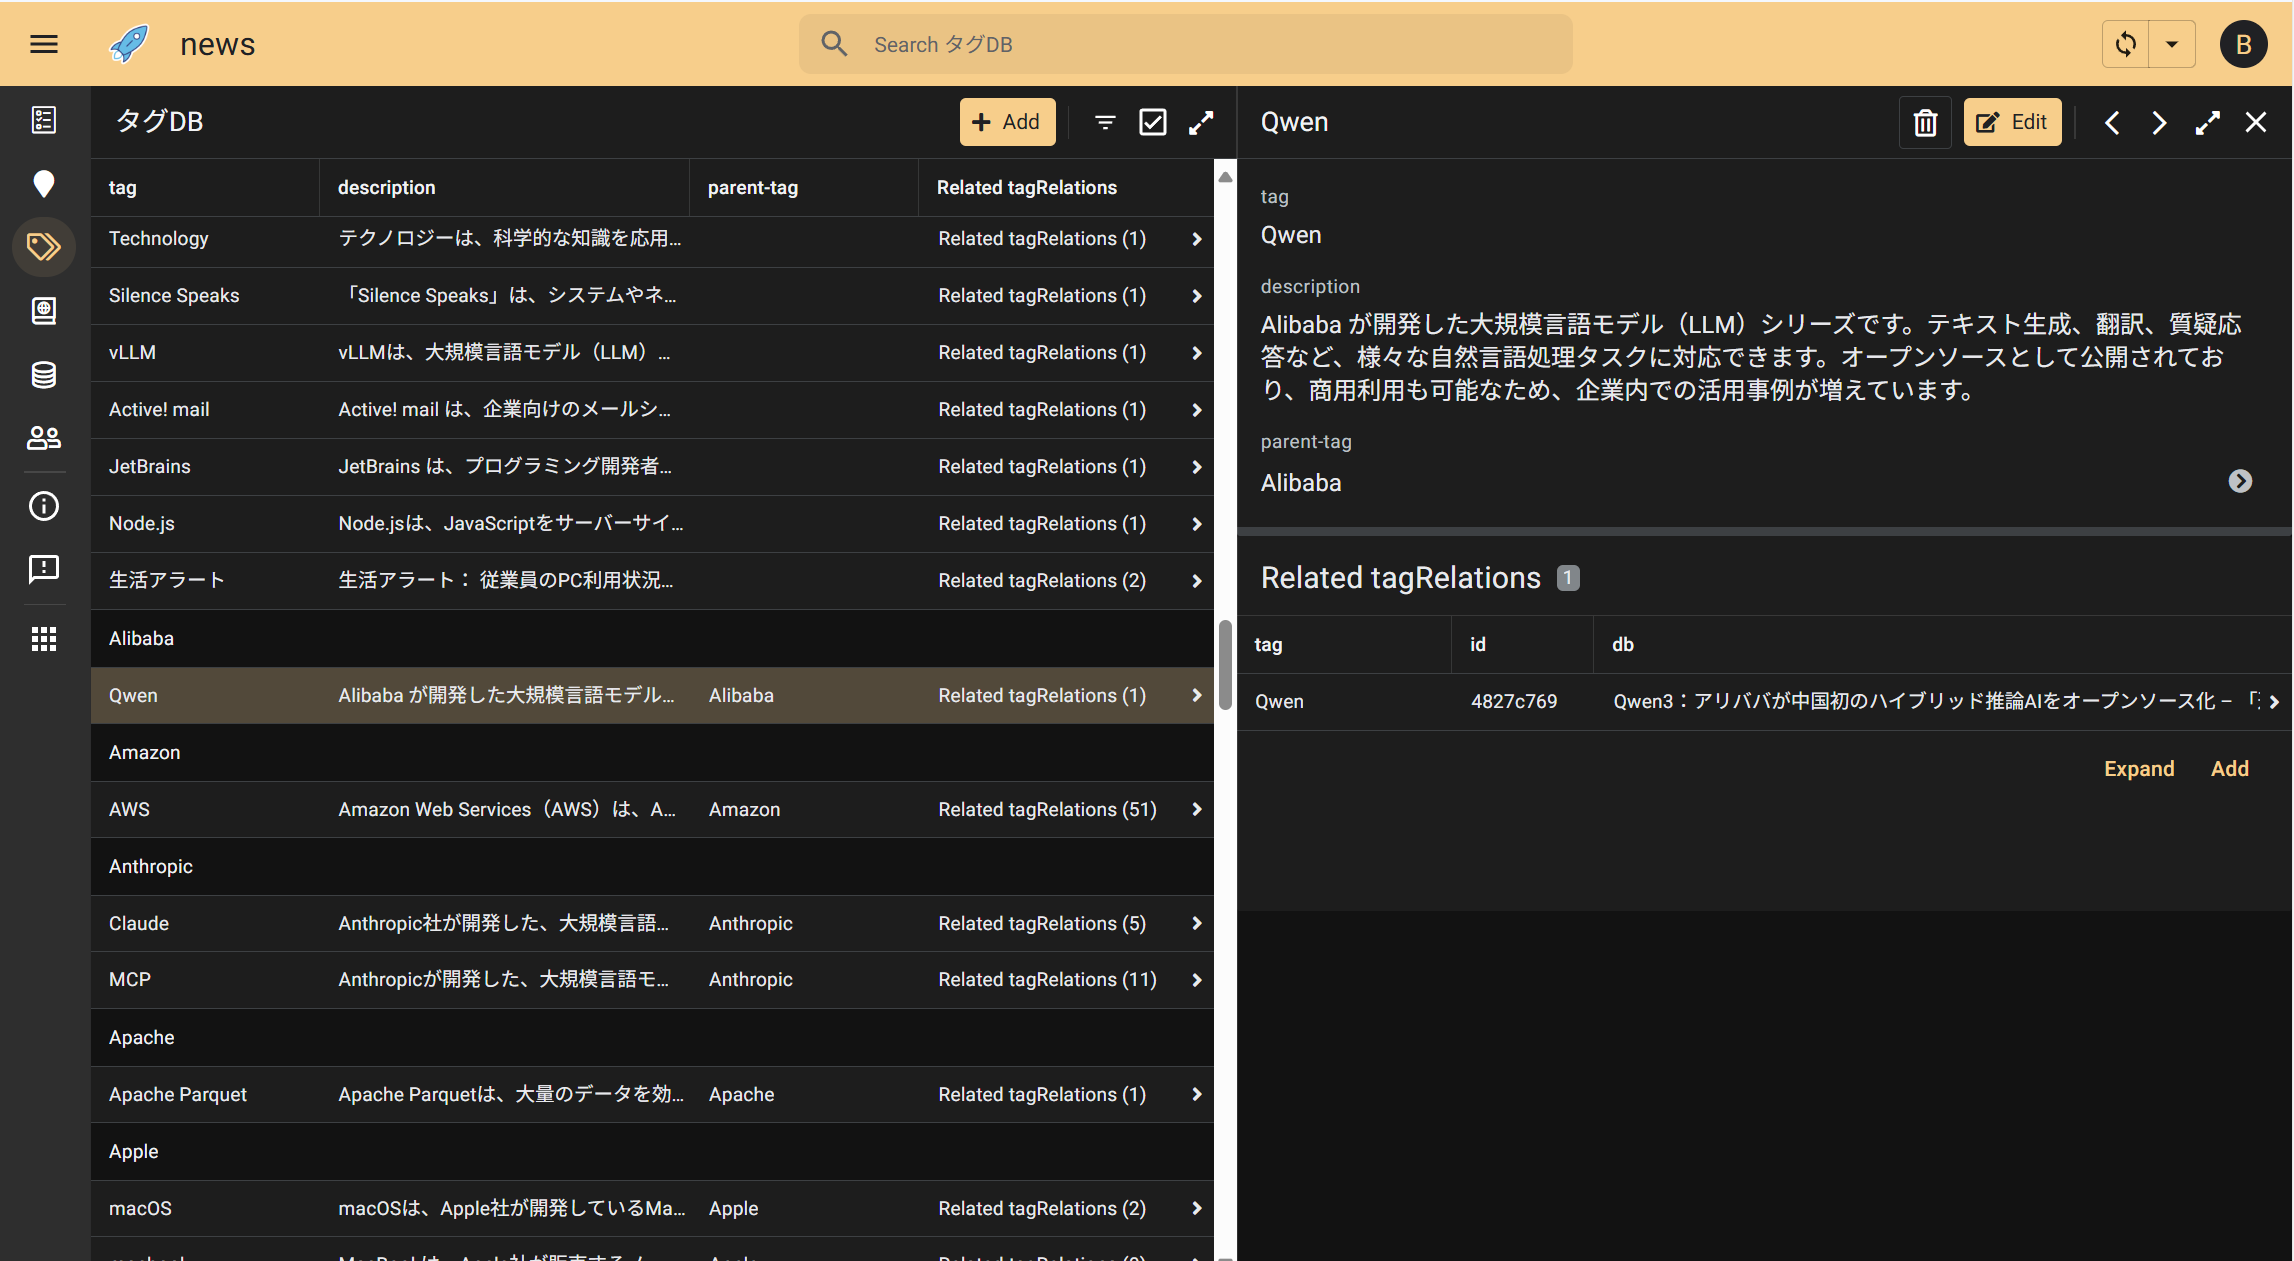 news
Search タグDB
B
タグDB
Add
tag description parent-tag Related tagRelations
Technology テクノロジーは、科学的な知識を応用... Related tagRelations (1)
Silence Speaks 「Silence Speaks」は、システムやネ... Related tagRelations (1)
vLLM vLLMは、大規模言語モデル（LLM）... Related tagRelations (1)
Active! mail Active! mail は、企業向けのメールシ... Related tagRelations (1)
JetBrains JetBrains は、プログラミング開発者... Related tagRelations (1)
Node.js Node.jsは、JavaScriptをサーバーサイ... Related tagRelations (1)
生活アラート 生活アラート： 従業員のPC利用状況... Related tagRelations (2)
Alibaba
Qwen Alibaba が開発した大規模言語モデル... Alibaba Related tagRelations (1)
Amazon
AWS Amazon Web Services（AWS）は、A... Amazon Related tagRelations (51)
Anthropic
Claude Anthropic社が開発した、大規模言語... Anthropic Related tagRelations (5)
MCP Anthropicが開発した、大規模言語モ... Anthropic Related tagRelations (11)
Apache
Apache Parquet Apache Parquetは、大量のデータを効... Apache Related tagRelations (1)
Apple
macOS macOSは、Apple社が開発しているMa... Apple Related tagRelations (2)
Qwen
Edit
tag
Qwen
description
Alibaba が開発した大規模言語モデル（LLM）シリーズです。テキスト生成、翻訳、質疑応
答など、様々な自然言語処理タスクに対応できます。オープンソースとして公開されてお
り、商用利用も可能なため、企業内での活用事例が増えています。
parent-tag
Alibaba
Related tagRelations 1
tag id db
Qwen 4827c769 Qwen3：アリババが中国初のハイブリッド推論AIをオープンソース化 – 「
Expand Add